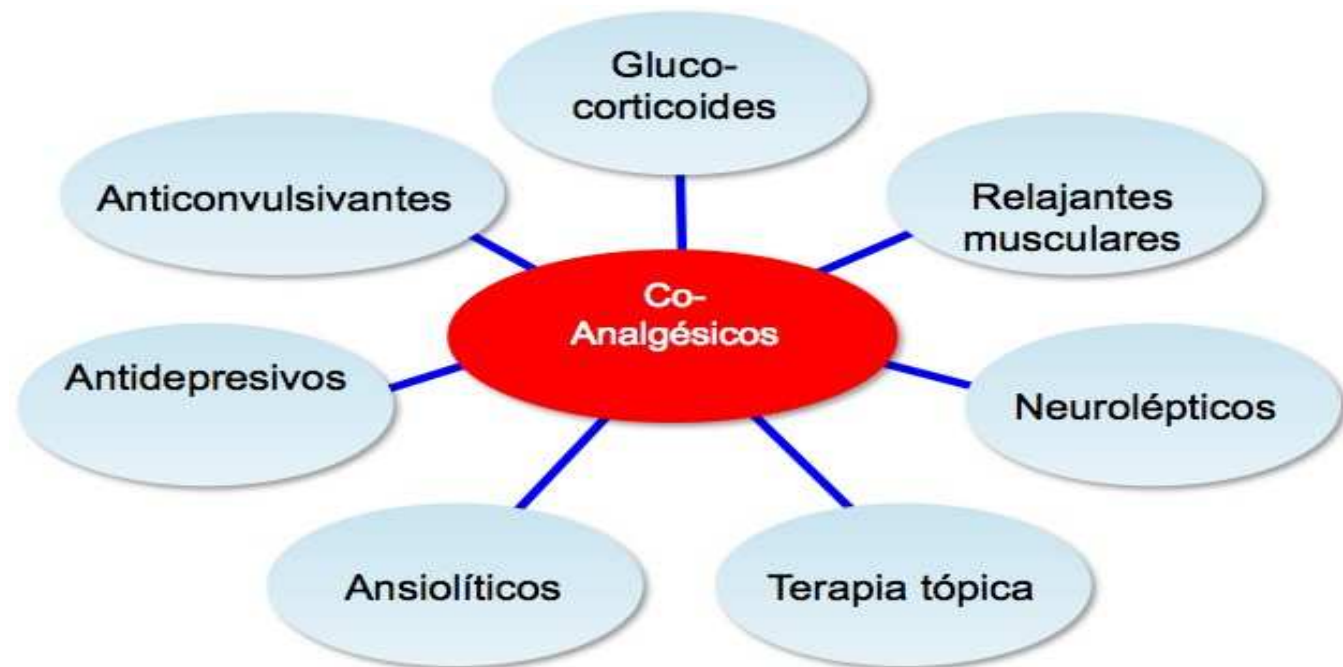 Gluco-
corticoides
Anticonvulsivantes
Relajantes
musculares
Co-
Analgésicos
Antidepresivos
Neurolépticos
Ansiolíticos
Terapia tópica